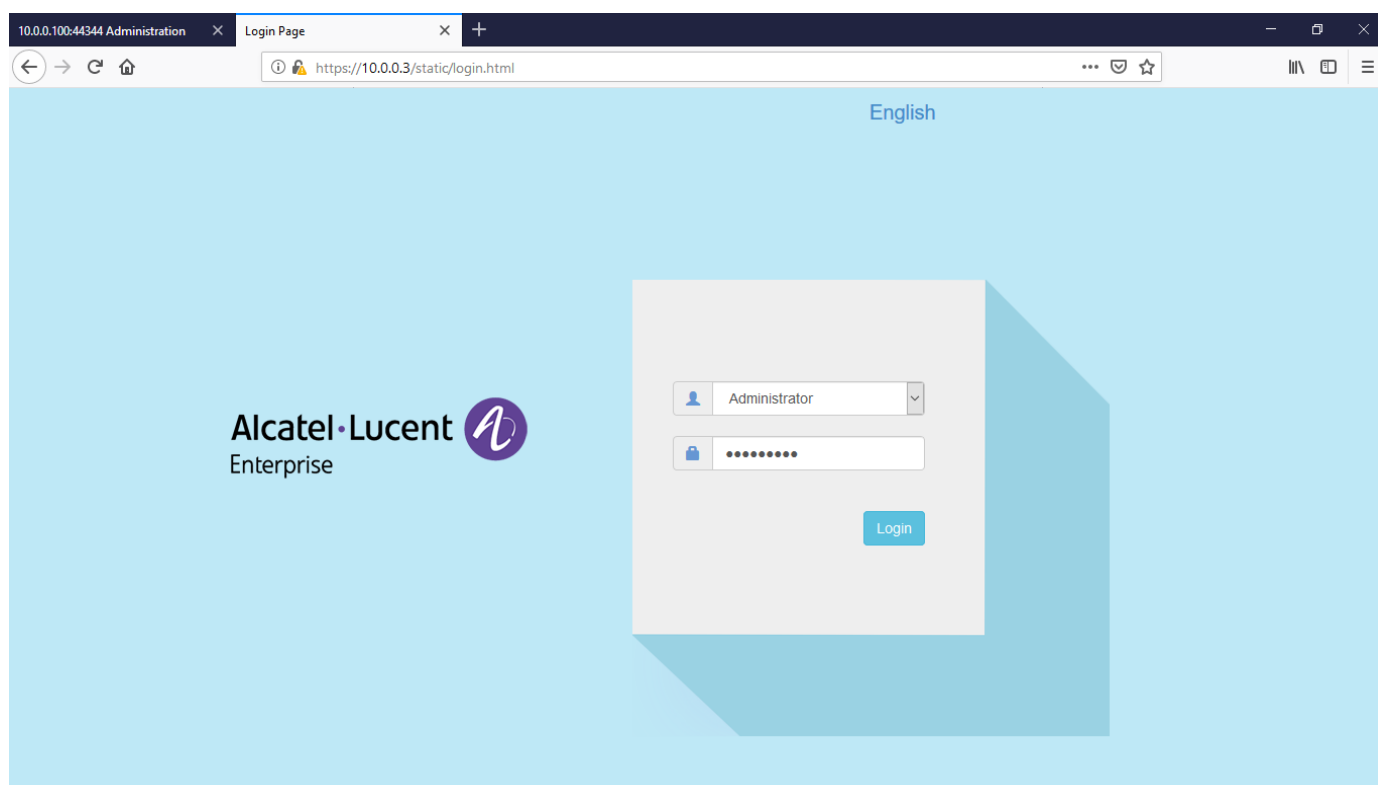 10.0.0.100:44344 Administration
Login Page
https://10.0.0.3/static/login.html
English
Alcatel·Lucent
Enterprise
Administrator
•••••••••
Login